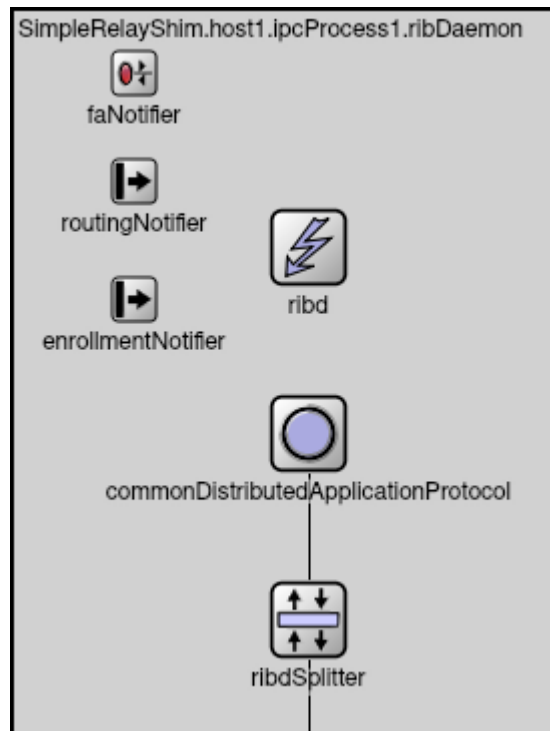 SimpleRelayShim.host1.ipcProcess1.ribDaemon
faNotifier
routingNotifier
ribd
enrollmentNotifier
commonDistributedApplicationProtocol
ribdSplitter